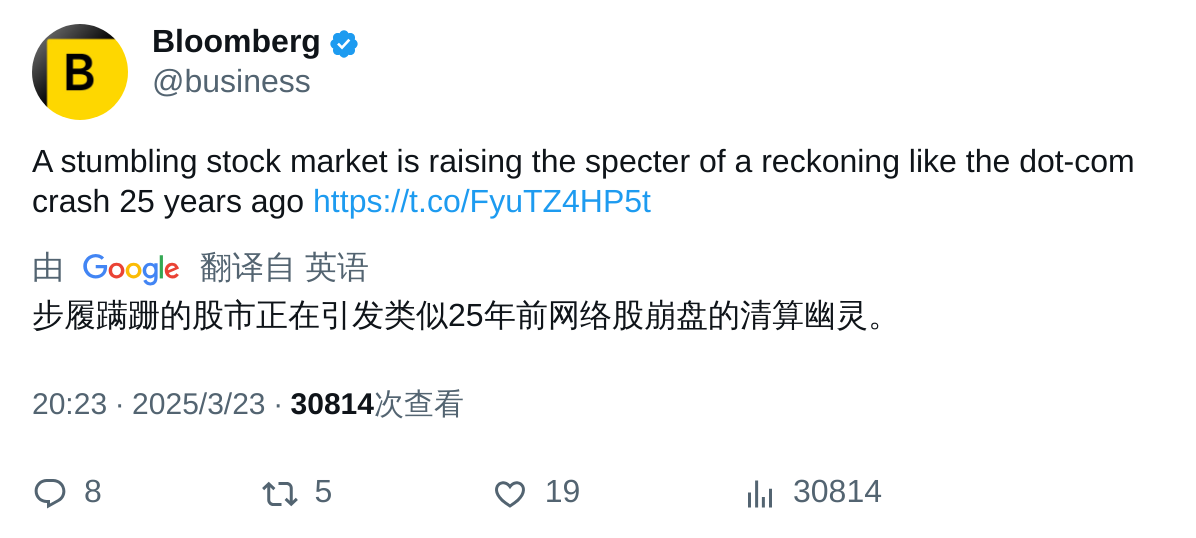 B
Bloomberg
@business
A stumbling stock market is raising the specter of a reckoning like the dot-com
crash 25 years ago https://t.co/FyuTZ4HP5t
由 Google 翻译自 英语
步履蹒跚的股市正在引发类似25年前网络股崩盘的清算幽灵。
20:23 · 2025/3/23 · 30814次查看
8 5 19 30814